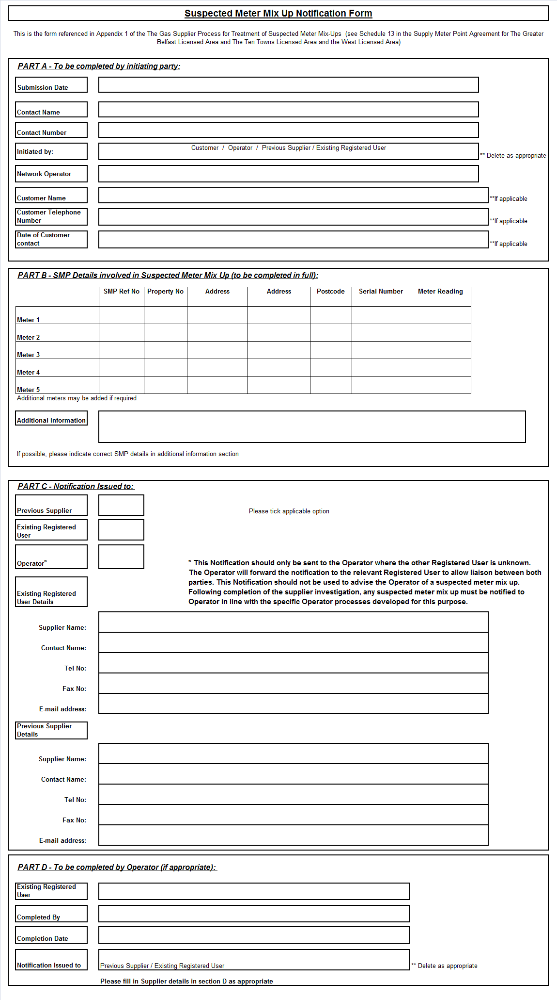 Suspected Meter Mix Up Notification Form
This is the form referenced in Appendix 1 of the The Gas Supplier Process for Treatment of Suspected Meter Mix-Ups (see Schedule 13 in the Supply Meter Point Agreement for The Greater
Belfast Licensed Area and The Ten Towns Licensed Area and the West Licensed Area)
PART A - To be completed by initiating party:
Submission Date
Contact Name
Contact Number
Initiated by:
Customer / Operator / Previous Supplier / Existing Registered User
** Delete as appropriate
Network Operator
Customer Name
**If applicable
Customer Telephone
Number
**If applicable
Date of Customer
contact
**If applicable
PART B - SMP Details involved in Suspected Meter Mix Up (to be completed in full):
SMP Ref No Property No Address Address Postcode Serial Number Meter Reading
Meter 1
Meter 2
Meter 3
Meter 4
Meter 5
Additional meters may be added if required
Additional Information
If possible, please indicate correct SMP details in additional information section
PART C - Notification Issued to:
Previous Supplier
Please tick applicable option
Existing Registered
User
Operator*
* This Notification should only be sent to the Operator where the other Registered User is unknown.
The Operator will forward the notification to the relevant Registered User to allow liaison between both
parties. This Notification should not be used to advise the Operator of a suspected meter mix up.
Following completion of the supplier investigation, any suspected meter mix up must be notified to
Operator in line with the specific Operator processes developed for this purpose.
Existing Registered
User Details
Supplier Name:
Contact Name:
Tel No:
Fax No:
E-mail address:
Previous Supplier
Details
Supplier Name:
Contact Name:
Tel No:
Fax No:
E-mail address:
PART D - To be completed by Operator (if appropriate):
Existing Registered
User
Completed By
Completion Date
Notification Issued to
Previous Supplier / Existing Registered User
** Delete as appropriate
Please fill in Supplier details in section D as appropriate